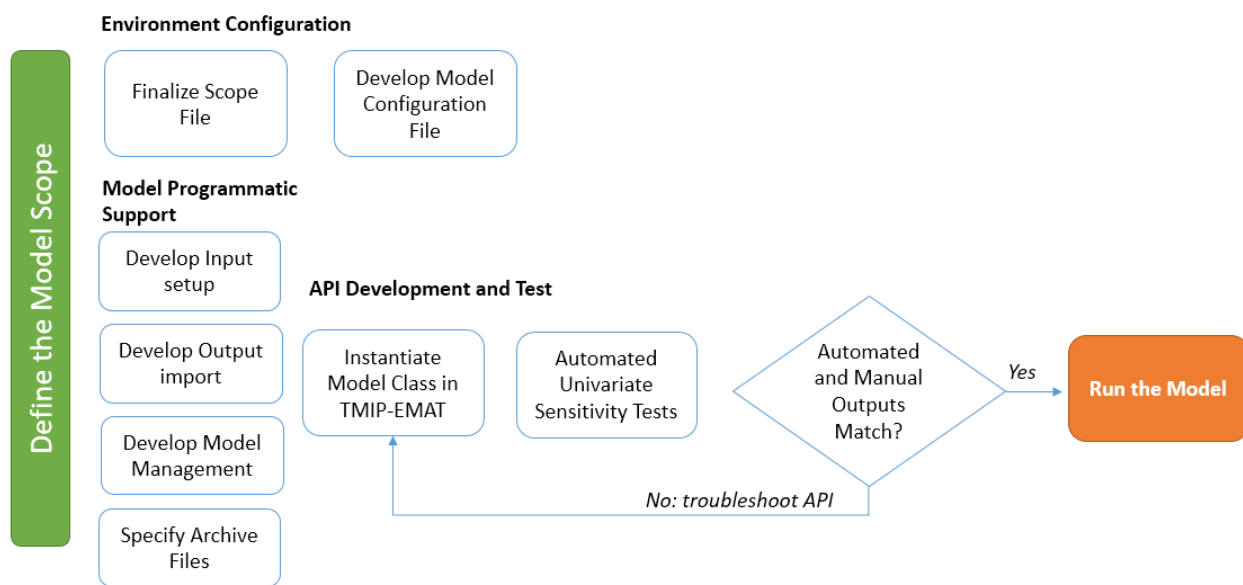 Define the Model Scope
Environment Configuration
Finalize Scope
File
Develop Model
Configuration
File
Model Programmatic
Support
Develop Input
setup
Develop Output
import
Develop Model
Management
Specify Archive
Files
API Development and Test
Instantiate
Model Class in
TMIP-EMAT
Automated
Univariate
Sensitivity Tests
Automated
and Manual
Outputs
Match?
Yes
Run the Model
No: troubleshoot API